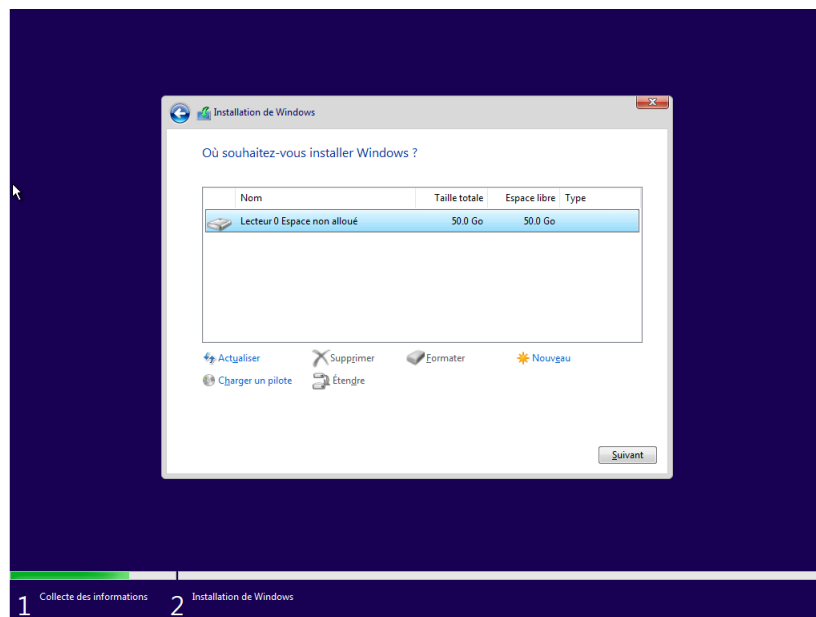 Installation de Windows
Où souhaitez-vous installer Windows ?
Nom Taille totale Espace libre Type
Lecteur 0 Espace non alloué 50.0 Go 50.0 Go
Actualiser Supprimer Formater Nouveau
Charger un pilote Étendre
Suivant
1 Collecte des informations 2 Installation de Windows